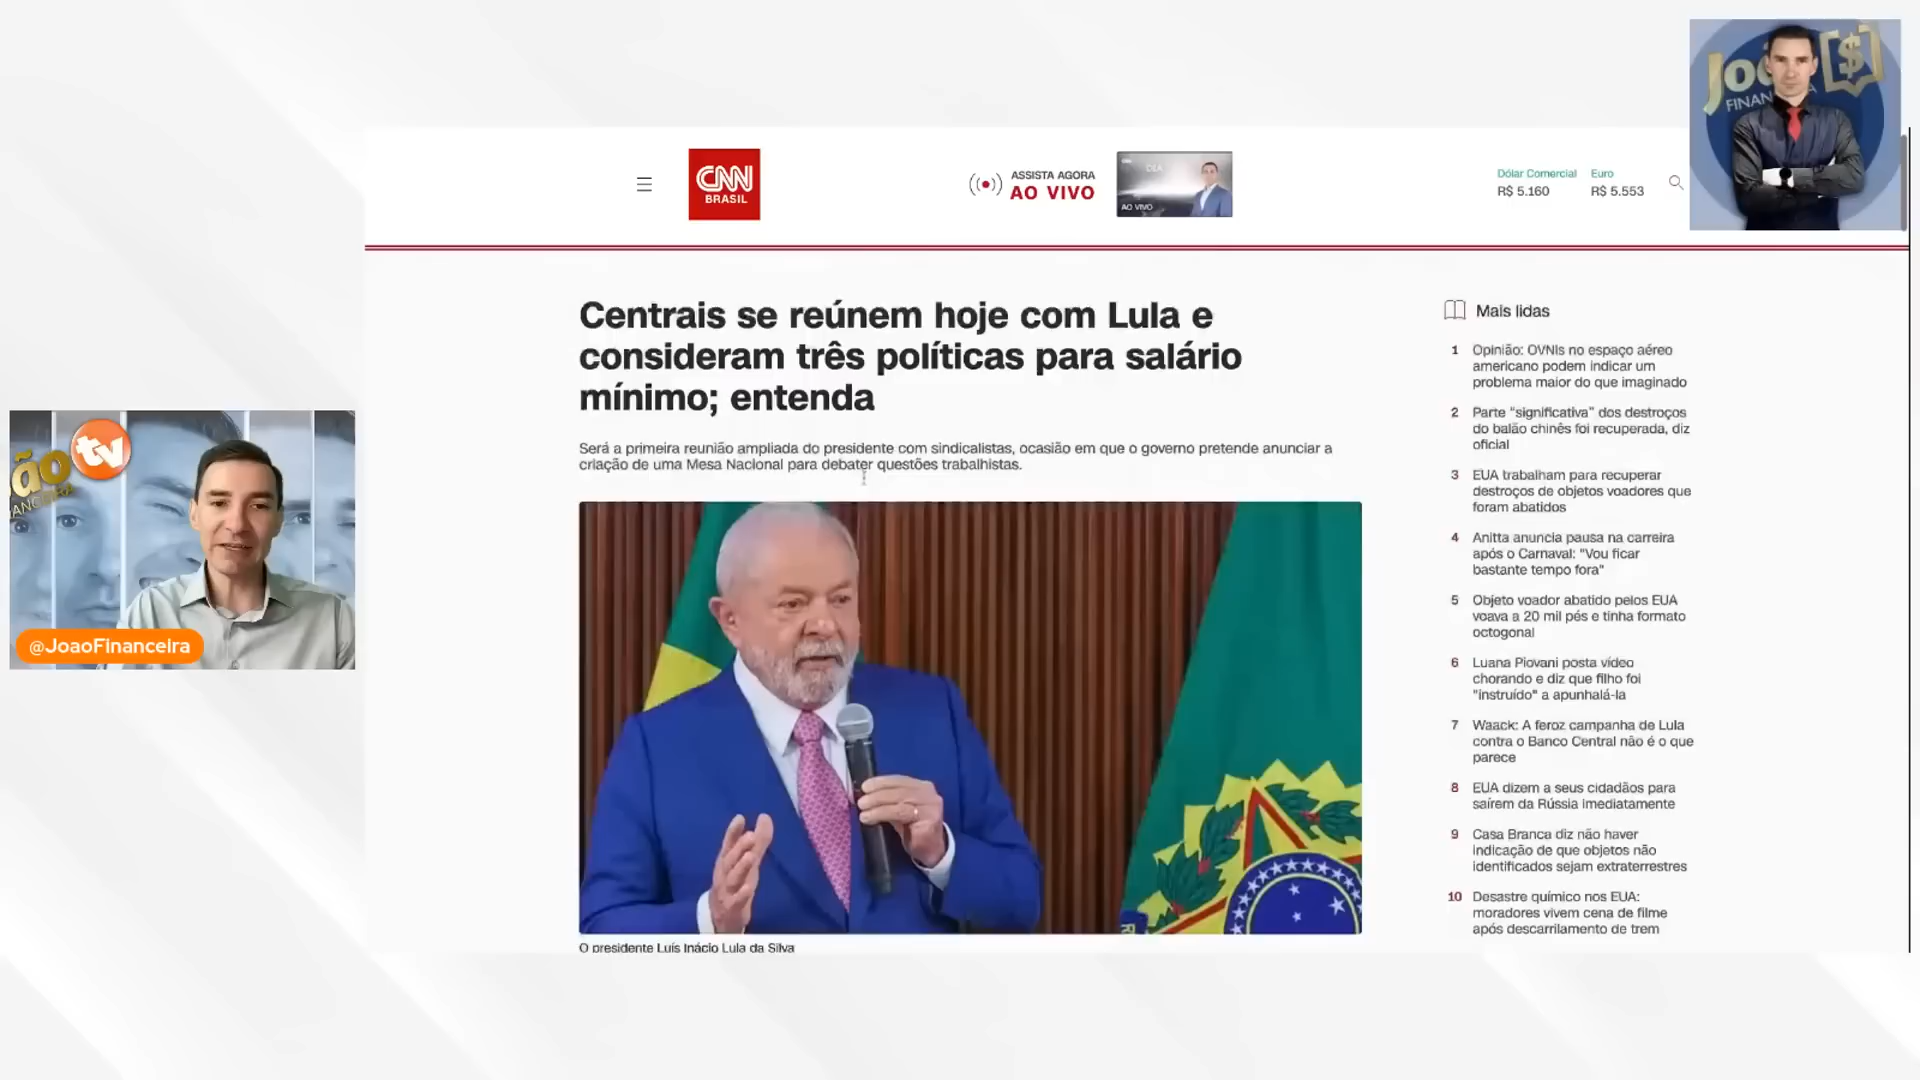 CNN
BRASIL
ASSISTA AGORA
AO VIVO
AO VIVO
Dólar Comercial
R$ 5.160
Euro
R$ 5.553
FINAN
Centrais se reúnem hoje com Lula e
consideram três políticas para salário
mínimo; entenda
Será a primeira reunião ampliada do presidente com sindicalistas, ocasião em que o governo pretende anunciar a
criação de uma Mesa Nacional para debater questões trabalhistas.
O presidente Luís Inácio Lula da Silva
Mais lidas
1 Opinião: OVNIs no espaço aéreo
americano podem indicar um
problema maior do que imaginado
2 Parte “significativa” dos destroços
do balão chinês foi recuperada, diz
oficial
3 EUA trabalham para recuperar
destroços de objetos voadores que
foram abatidos
4 Anitta anuncia pausa na carreira
após o Carnaval: "Vou ficar
bastante tempo fora"
5 Objeto voador abatido pelos EUA
voava a 20 mil pés e tinha formato
octogonal
6 Luana Piovani posta vídeo
chorando e diz que filho foi
"instruído" a apunhalá-la
7 Waack: A feroz campanha de Lula
contra o Banco Central não é o que
parece
8 EUA dizem a seus cidadãos para
saírem da Rússia imediatamente
9 Casa Branca diz não haver
indicação de que objetos não
identificados sejam extraterrestres
10 Desastre químico nos EUA:
moradores vivem cena de filme
após descarrilamento de trem
tv
ão
@JoaoFinanceira